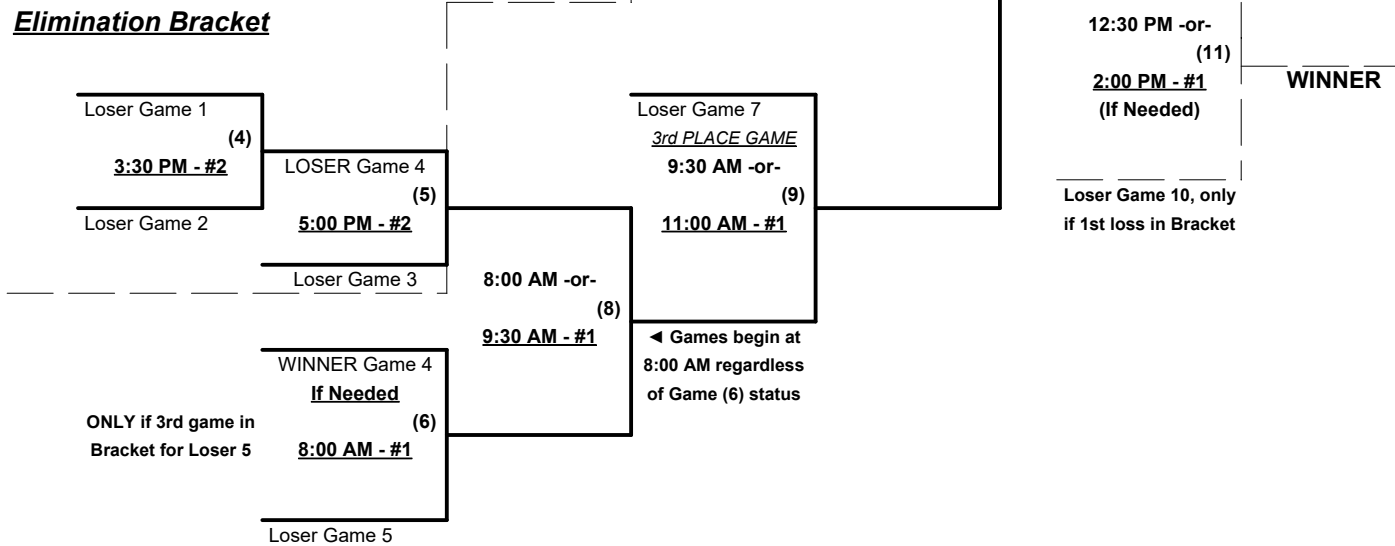 Elimination Bracket
12:30 PM -or-
(11)
2:00 PM - #1
(If Needed)
WINNER
Loser Game 10, only
if 1st loss in Bracket
Loser Game 1
(4)
3:30 PM - #2
Loser Game 2
LOSER Game 4
(5)
5:00 PM - #2
Loser Game 3
Loser Game 7
3rd PLACE GAME
9:30 AM -or-
(9)
11:00 AM - #1
8:00 AM -or-
(8)
9:30 AM - #1
◄ Games begin at
8:00 AM regardless
of Game (6) status
WINNER Game 4
If Needed
(6)
8:00 AM - #1
ONLY if 3rd game in
Bracket for Loser 5
Loser Game 5